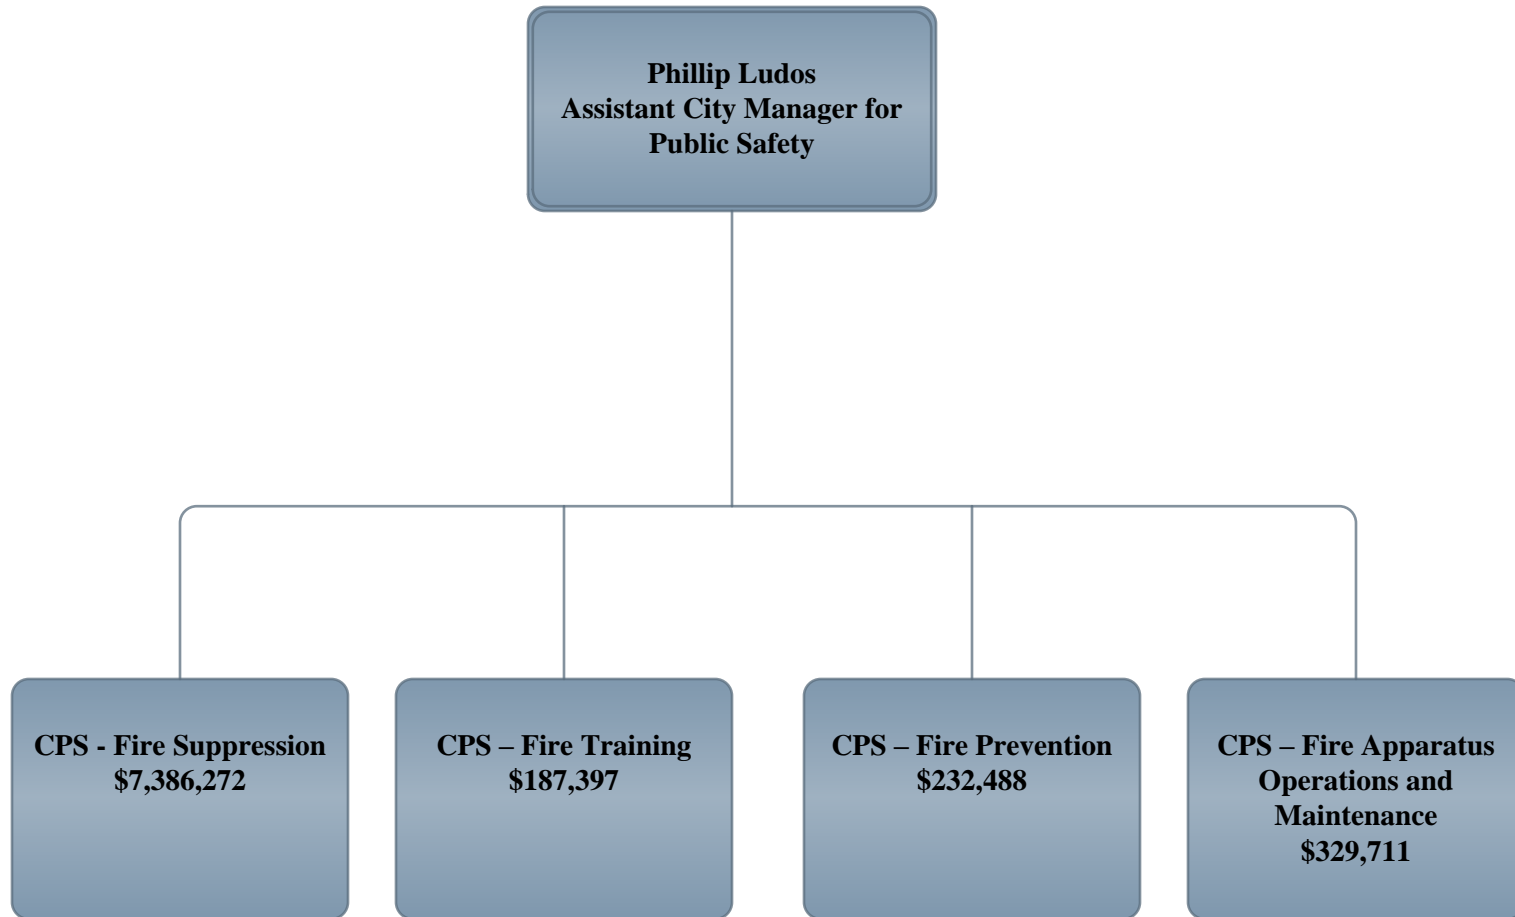 Phillip Ludos
Assistant City Manager for
Public Safety
CPS - Fire Suppression
$7,386,272
CPS – Fire Training
$187,397
CPS – Fire Prevention
$232,488
CPS – Fire Apparatus
Operations and
Maintenance
$329,711